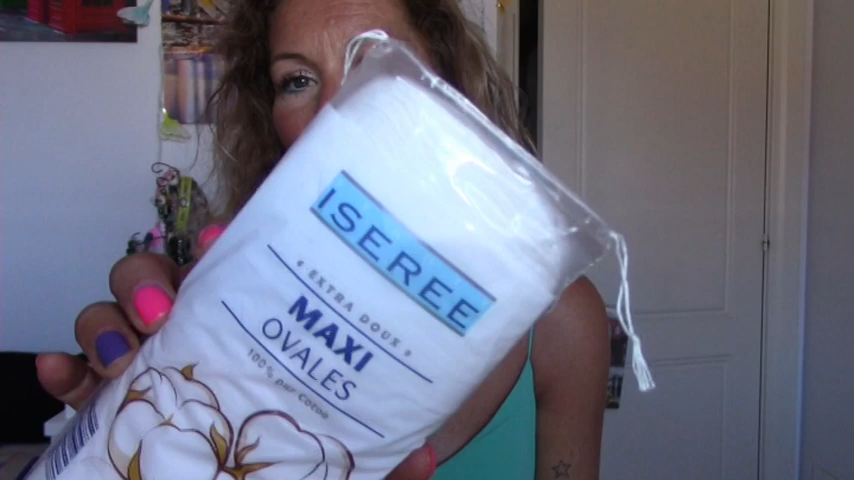 ISEREE
EXTRA DOUX
MAXI
OVALES
100% pur coton